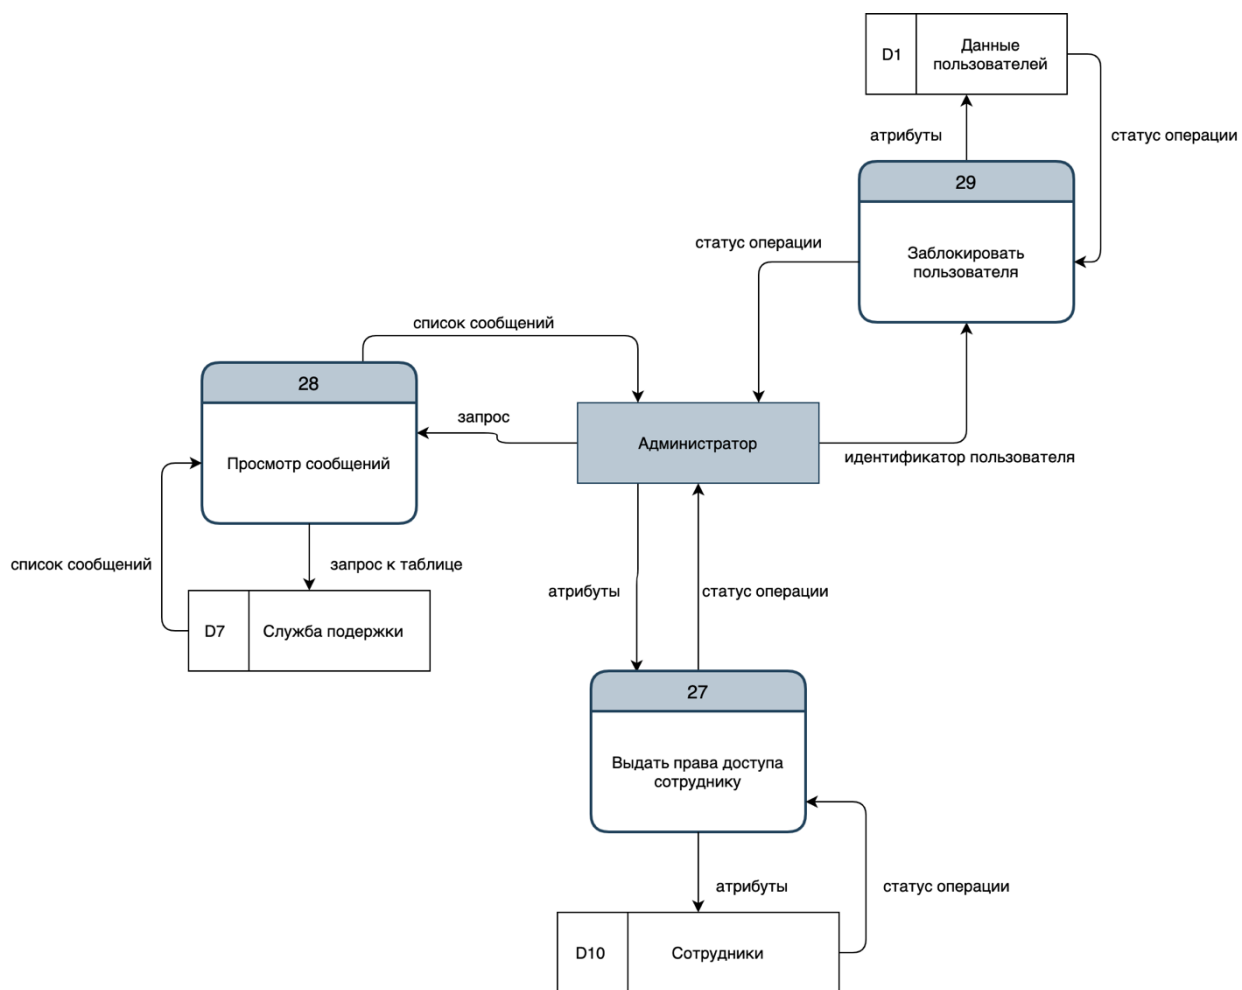 D1
Данные
пользователей
атрибуты
статус операции
29
Заблокировать
пользователя
статус операции
список сообщений
28
запрос
Администратор
идентификатор пользователя
Просмотр сообщений
список сообщений
запрос к таблице
атрибуты
статус операции
D7
Служба подержки
27
Выдать права доступа
сотруднику
атрибуты
статус операции
D10
Сотрудники